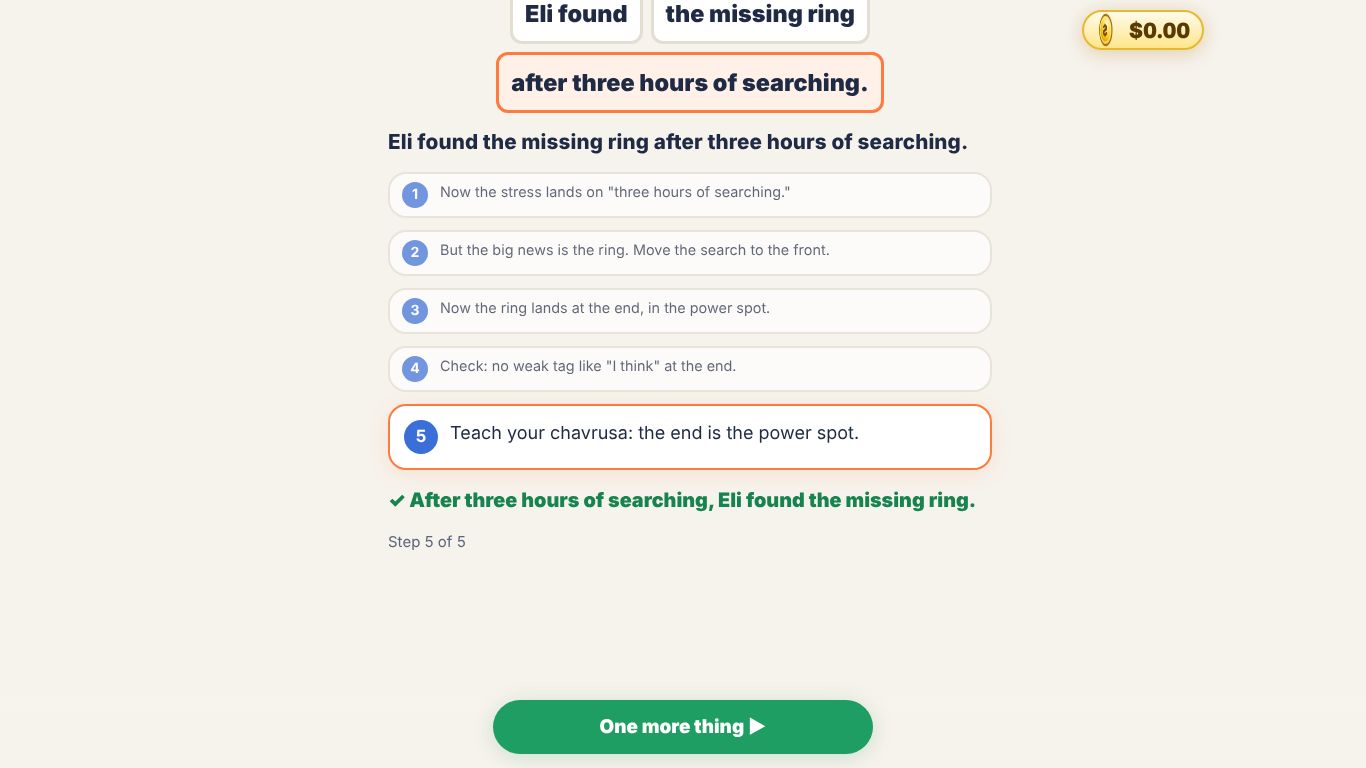 Eli found the missing ring
$0.00
after three hours of searching.
Eli found the missing ring after three hours of searching.
1 Now the stress lands on "three hours of searching."
2 But the big news is the ring. Move the search to the front.
3 Now the ring lands at the end, in the power spot.
4 Check: no weak tag like "I think" at the end.
5 Teach your chavrusa: the end is the power spot.
✓ After three hours of searching, Eli found the missing ring.
Step 5 of 5
One more thing ▶